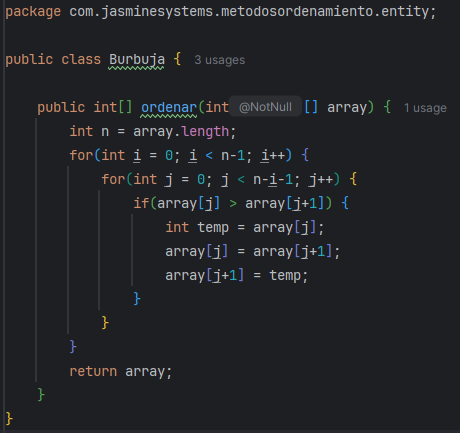 package com.jasminesystems.metodosordenamiento.entity;
public class Burbuja { 3 usages
public int[] ordenar(int @NotNull [] array) { 1 usage
int n = array.length;
for(int i = 0; i < n-1; i++) {
for(int j = 0; j < n-i-1; j++) {
if(array[j] > array[j+1]) {
int temp = array[j];
array[j] = array[j+1];
array[j+1] = temp;
}
}
}
return array;
}
}